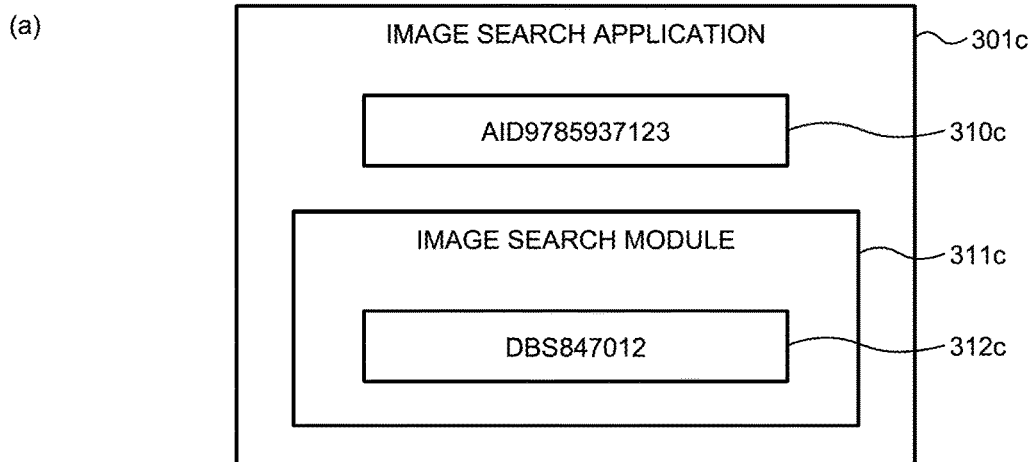 (a)
IMAGE SEARCH APPLICATION
301c
AID9785937123
310c
IMAGE SEARCH MODULE
311c
DBS847012
312c